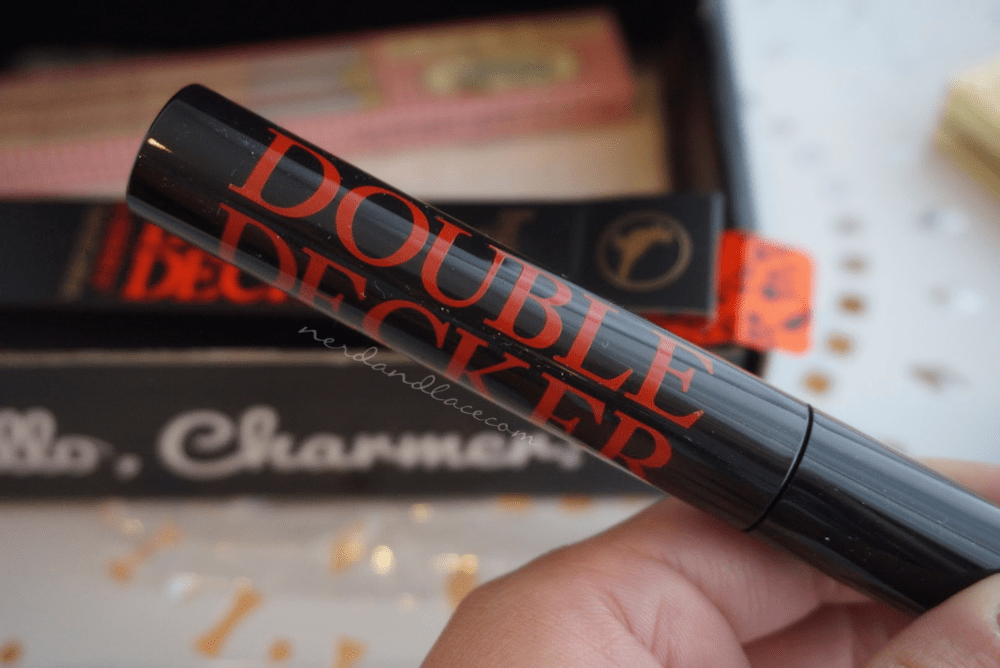 DOUBLE
DECKER
nerdandlace.com
DECK
llo, Charmer!